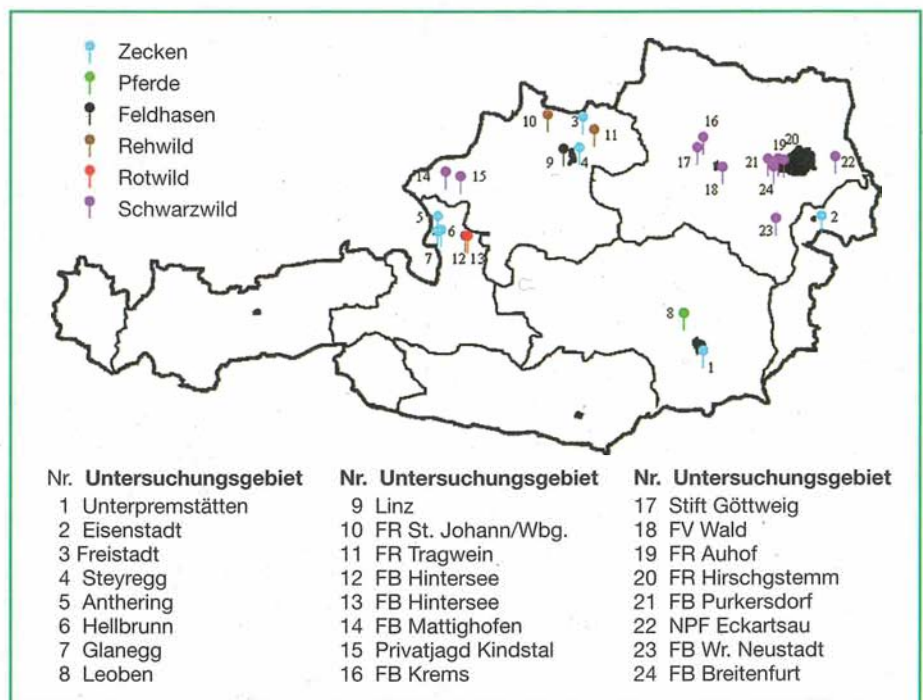 Zecken
Pferde
Feldhasen
Rehwild
Rotwild
Schwarzwild
10
3
11
9
4
16
17
18
19
20
21
24
22
23
2
14
15
5
6
7
12
13
8
1
Nr. Untersuchungsgebiet
1 Unterpremstätten
2 Eisenstadt
3 Freistadt
4 Steyregg
5 Anthering
6 Hellbrunn
7 Glanegg
8 Leoben
Nr. Untersuchungsgebiet
9 Linz
10 FR St. Johann/Wbg.
11 FR Tragwein
12 FB Hintersee
13 FB Hintersee
14 FB Mattighofen
15 Privatjagd Kindstal
16 FB Krems
Nr. Untersuchungsgebiet
17 Stift Göttweig
18 FV Wald
19 FR Auhof
20 FR Hirschgstemm
21 FB Purkersdorf
22 NPF Eckartsau
23 FB Wr. Neustadt
24 FB Breitenfurt